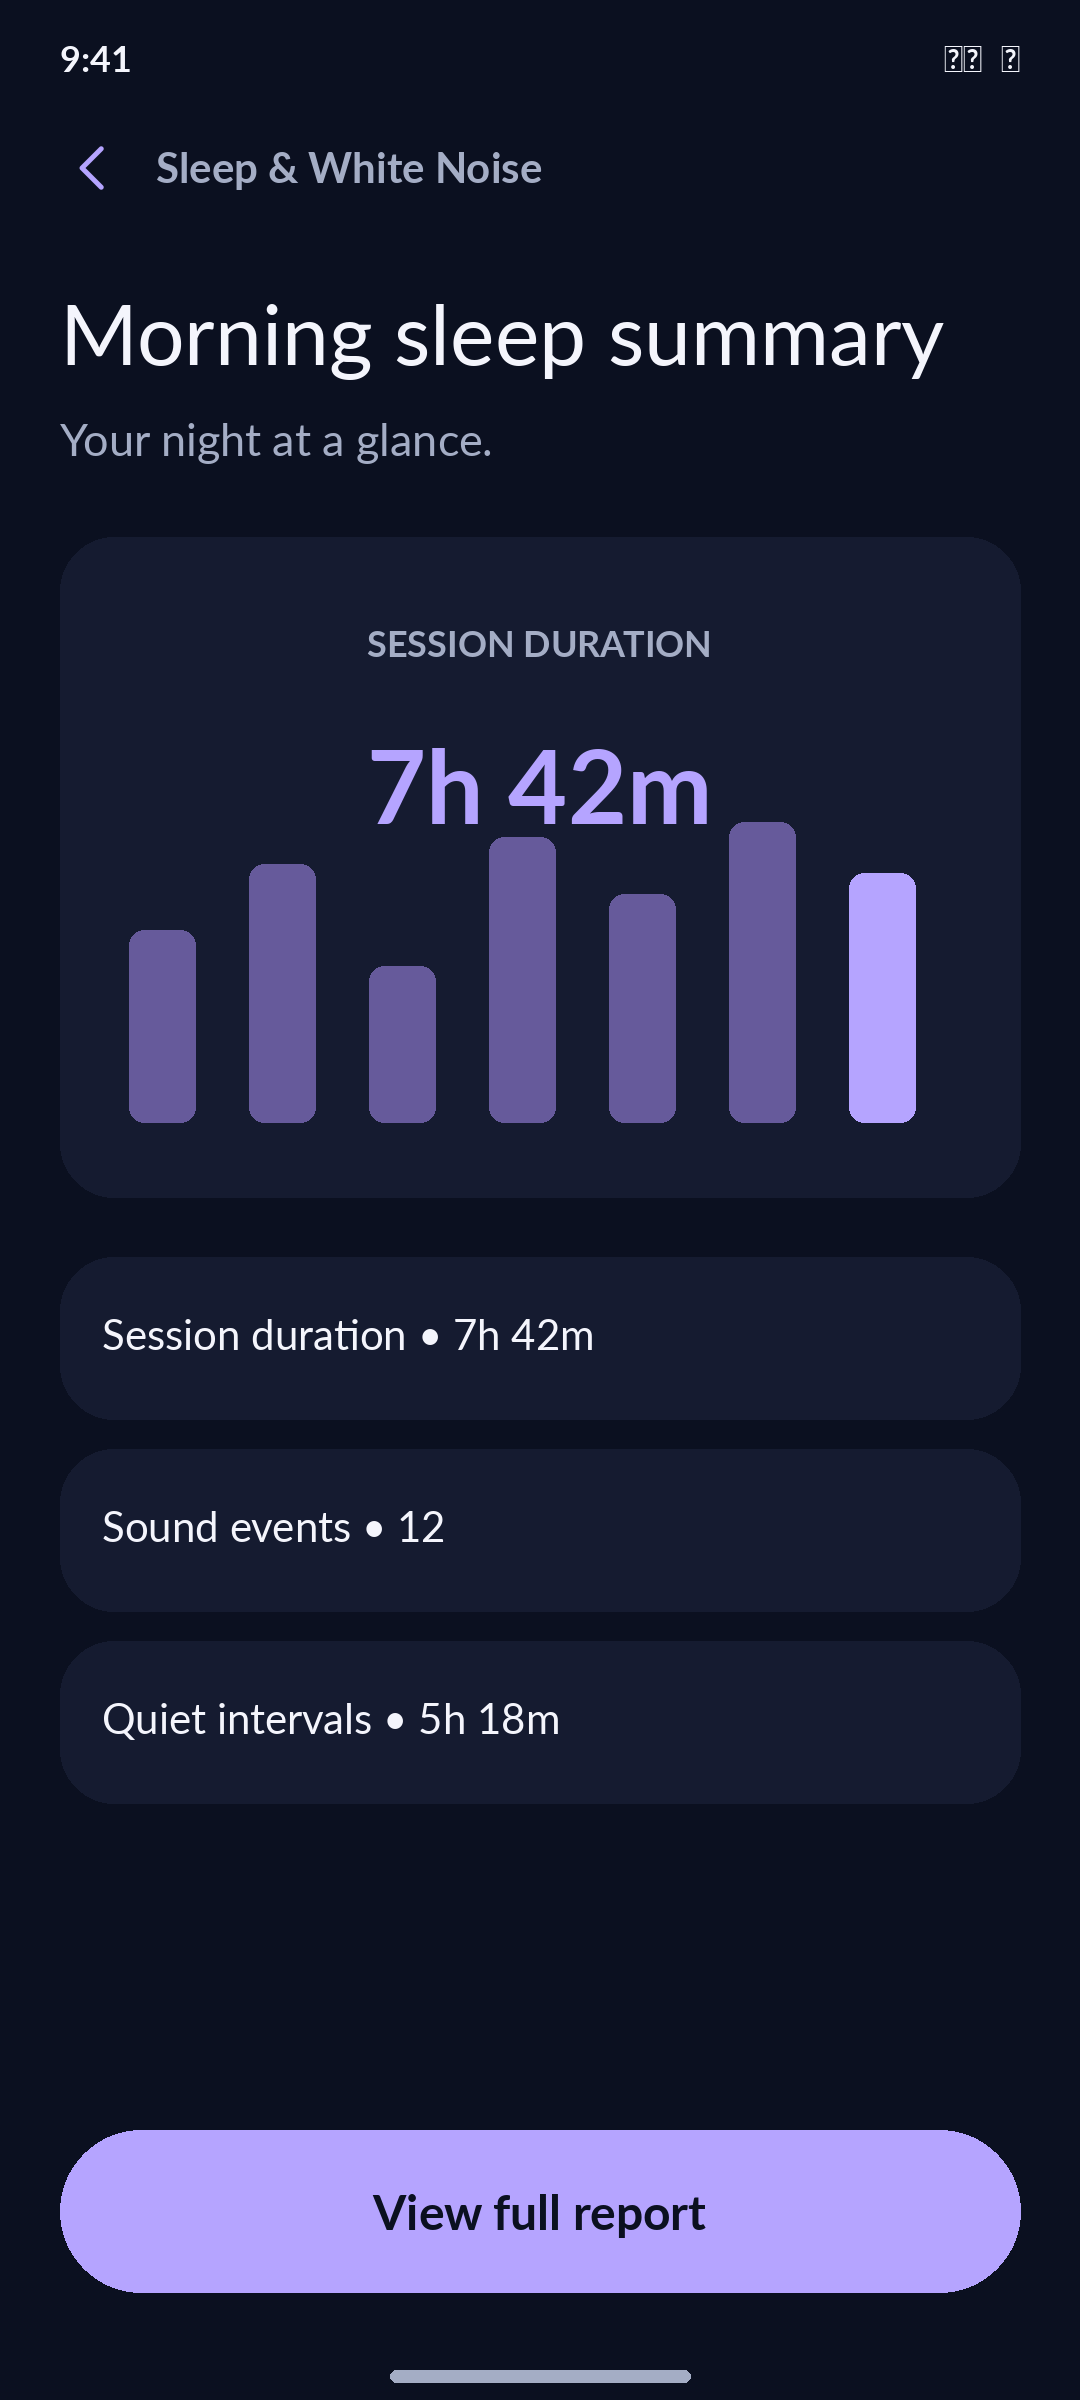 9:41
Sleep & White Noise
Morning sleep summary
Your night at a glance.
SESSION DURATION
7h 42m
Session duration • 7h 42m
Sound events • 12
Quiet intervals • 5h 18m
View full report